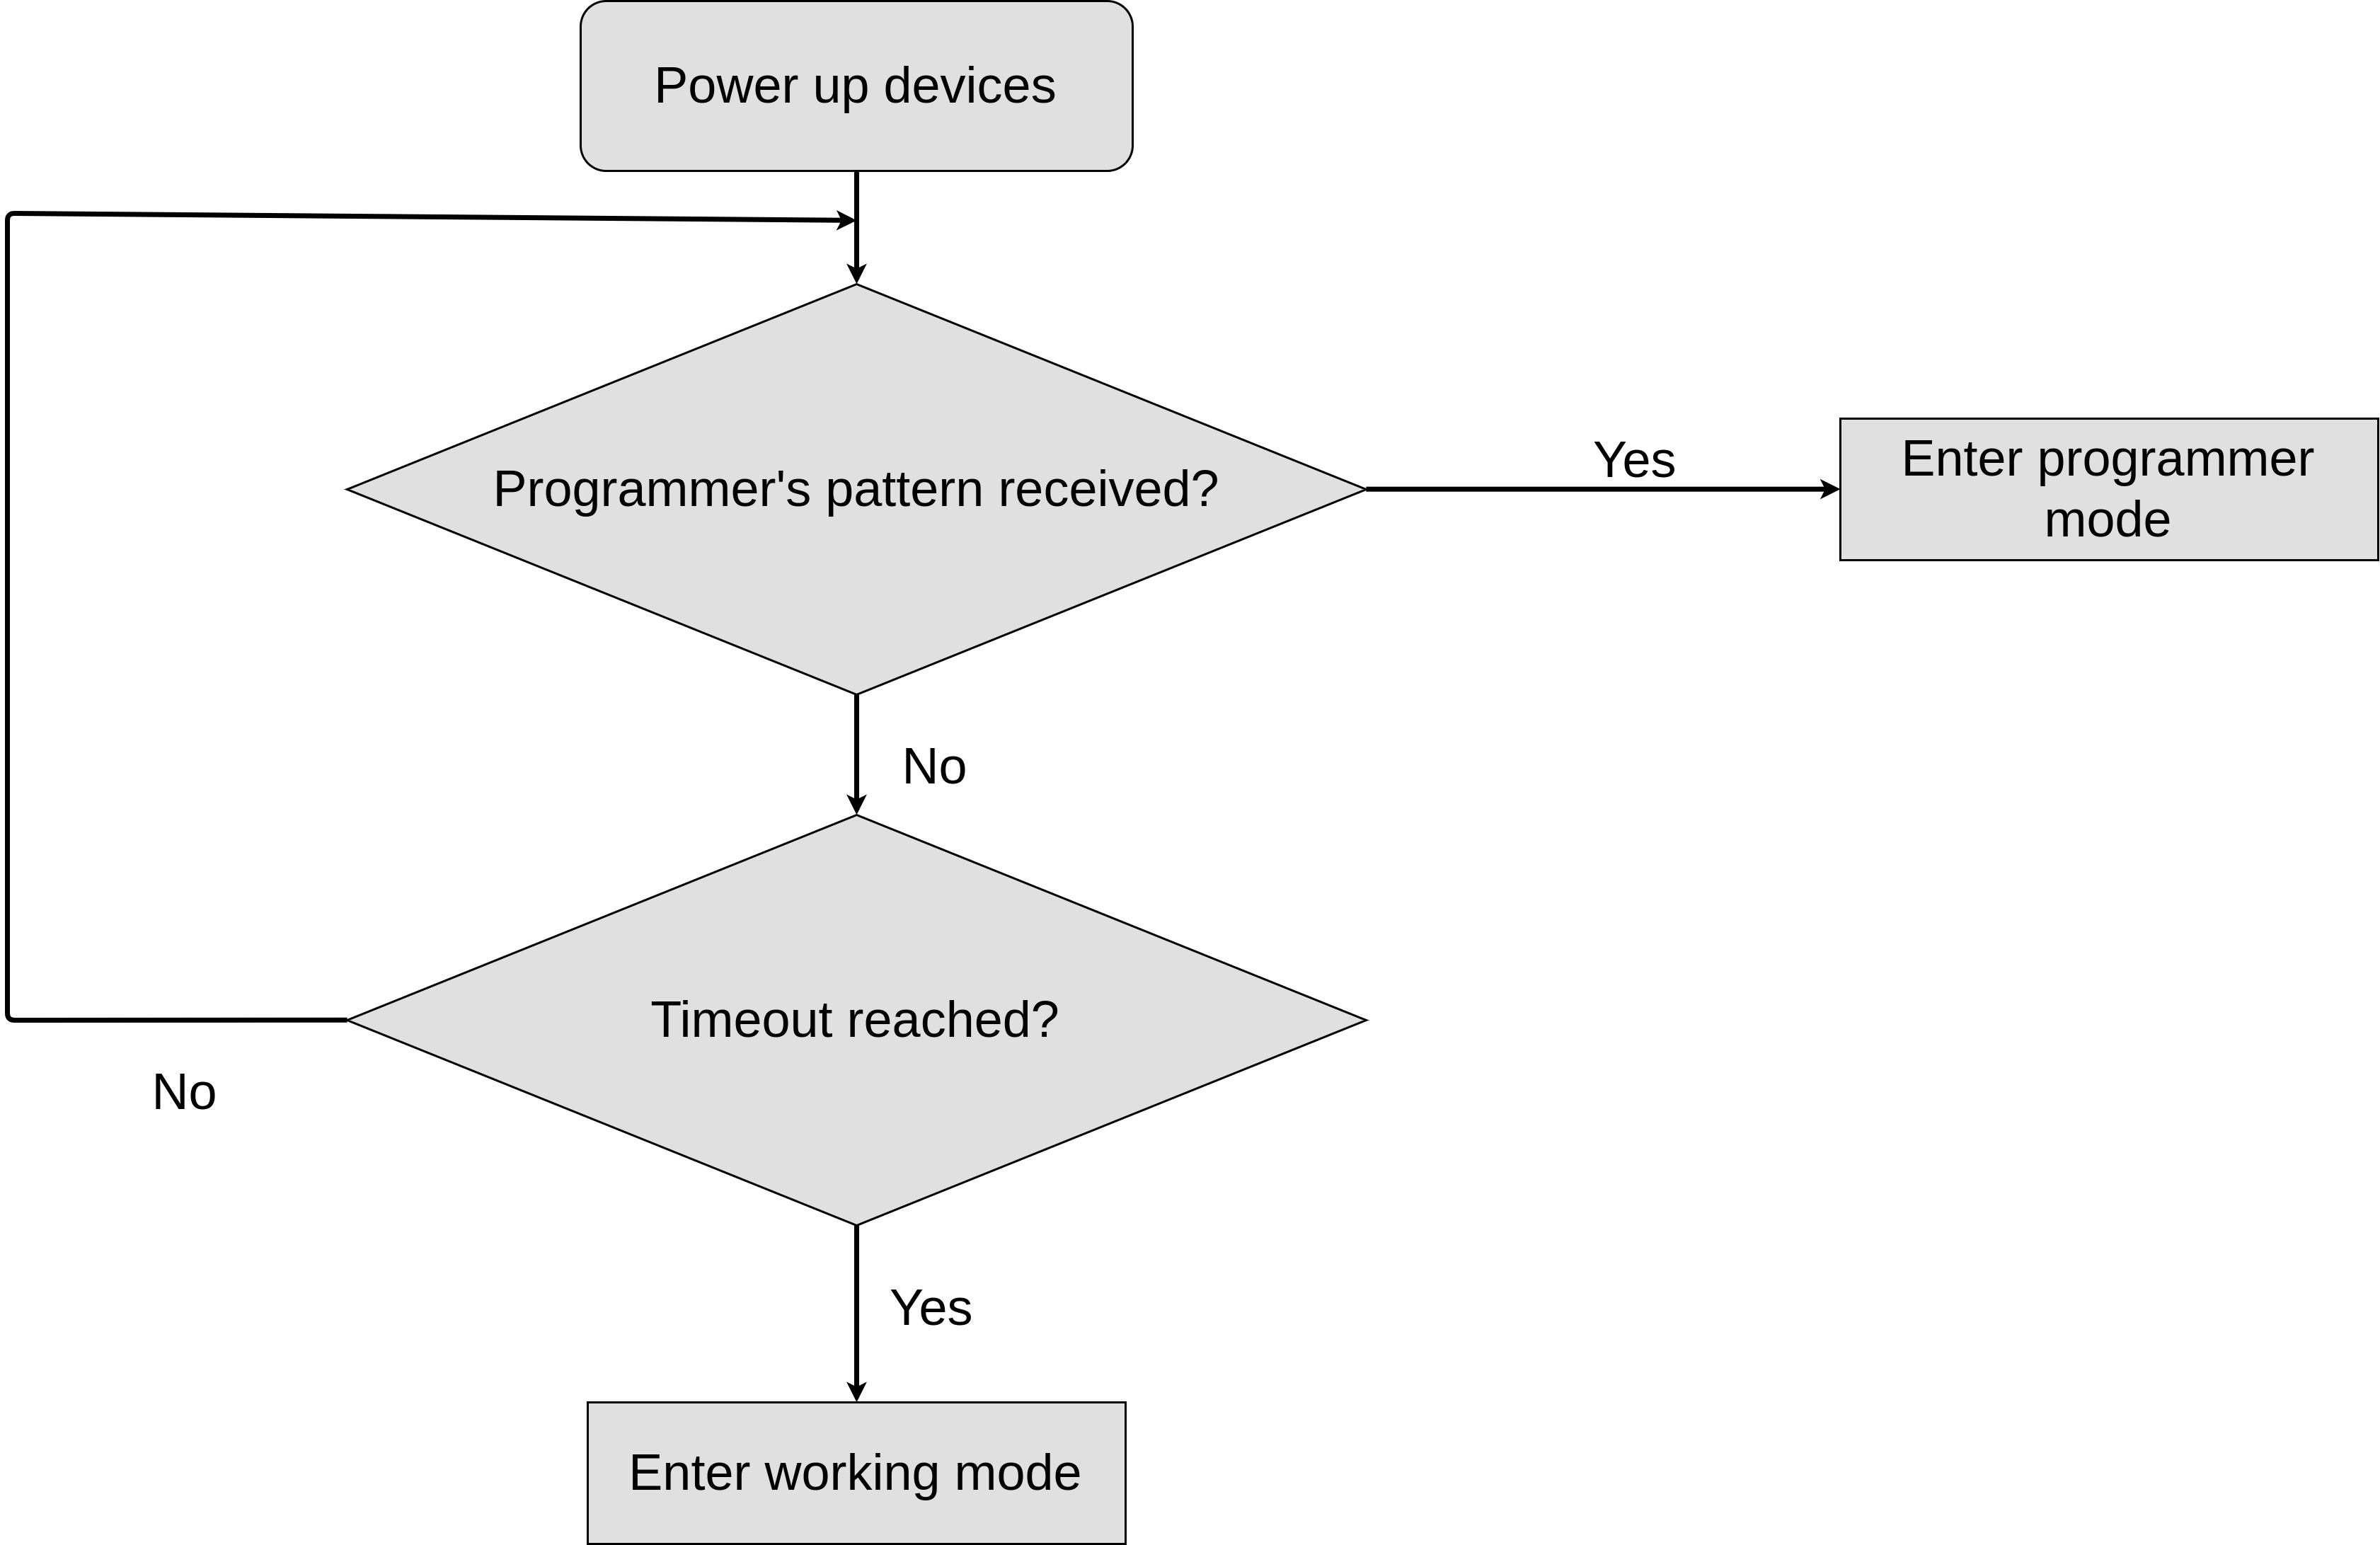 Power up devices
Programmer's pattern received?
Yes
Enter programmer
mode
No
Timeout reached?
No
Yes
Enter working mode